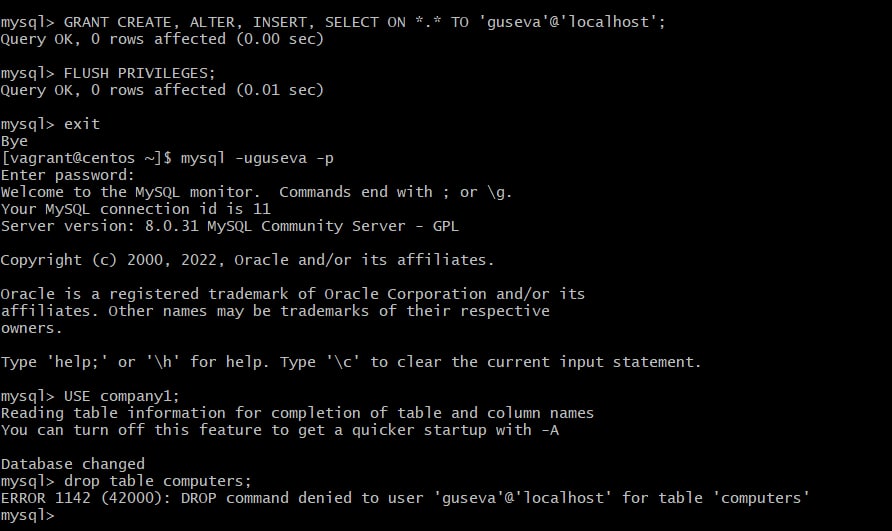 mysql> GRANT CREATE, ALTER, INSERT, SELECT ON *.* TO 'guseva'@'localhost';
Query OK, 0 rows affected (0.00 sec)
mysql> FLUSH PRIVILEGES;
Query OK, 0 rows affected (0.01 sec)
mysql> exit
Bye
[vagrant@centos ~]$ mysql -uguseva -p
Enter password:
Welcome to the MySQL monitor.  Commands end with ; or \g.
Your MySQL connection id is 11
Server version: 8.0.31 MySQL Community Server - GPL
Copyright (c) 2000, 2022, Oracle and/or its affiliates.
Oracle is a registered trademark of Oracle Corporation and/or its
affiliates. Other names may be trademarks of their respective
owners.
Type 'help;' or '\h' for help. Type '\c' to clear the current input statement.
mysql> USE company1;
Reading table information for completion of table and column names
You can turn off this feature to get a quicker startup with -A
Database changed
mysql> drop table computers;
ERROR 1142 (42000): DROP command denied to user 'guseva'@'localhost' for table 'computers'
mysql>